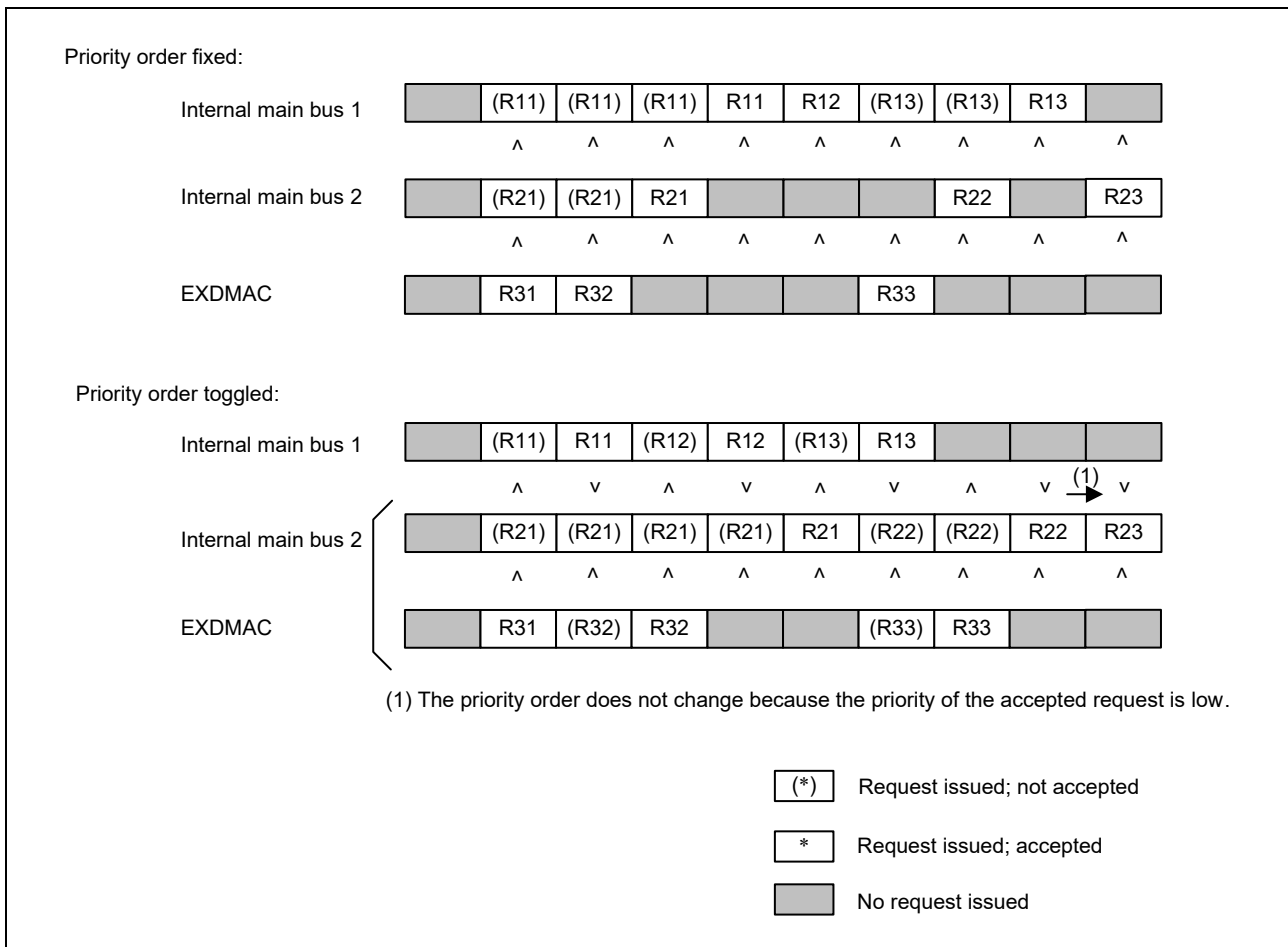 Priority order fixed:
Internal main bus 1 (R11) (R11) (R11) R11 R12 (R13) (R13) R13
^ ^ ^ ^ ^ ^ ^ ^ ^
Internal main bus 2 (R21) (R21) R21 R22 R23
^ ^ ^ ^ ^ ^ ^ ^ ^
EXDMAC R31 R32 R33
Priority order toggled:
Internal main bus 1 (R11) R11 (R12) R12 (R13) R13
^ v ^ v ^ v ^ v (1) v
Internal main bus 2 (R21) (R21) (R21) (R21) R21 (R22) (R22) R22 R23
^ ^ ^ ^ ^ ^ ^ ^ ^
EXDMAC R31 (R32) R32 (R33) R33
(1) The priority order does not change because the priority of the accepted request is low.
(*) Request issued; not accepted
* Request issued; accepted
No request issued